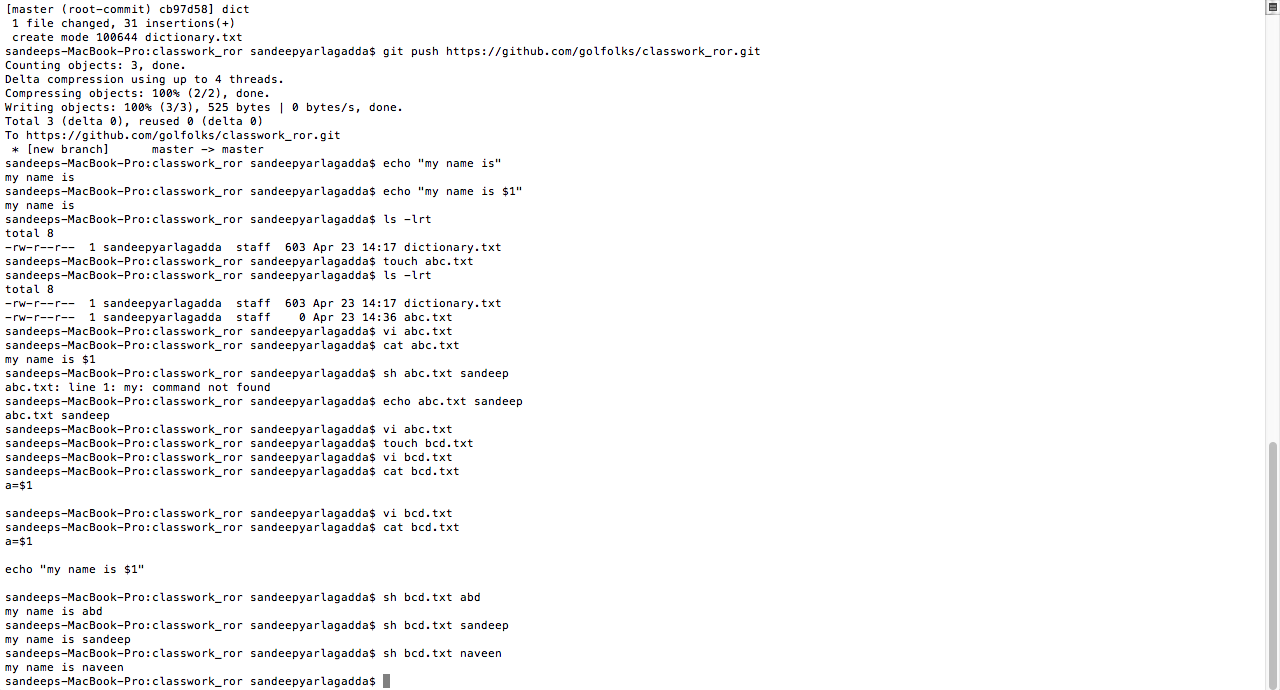 [master (root-commit) cb97d58] dict
 1 file changed, 31 insertions(+)
 create mode 100644 dictionary.txt
sandeeps-MacBook-Pro:classwork_ror sandeepyarlagadda$ git push https://github.com/golfolks/classwork_ror.git
Counting objects: 3, done.
Delta compression using up to 4 threads.
Compressing objects: 100% (2/2), done.
Writing objects: 100% (3/3), 525 bytes | 0 bytes/s, done.
Total 3 (delta 0), reused 0 (delta 0)
To https://github.com/golfolks/classwork_ror.git
 * [new branch]      master -> master
sandeeps-MacBook-Pro:classwork_ror sandeepyarlagadda$ echo "my name is"
my name is
sandeeps-MacBook-Pro:classwork_ror sandeepyarlagadda$ echo "my name is $1"
my name is
sandeeps-MacBook-Pro:classwork_ror sandeepyarlagadda$ ls -lrt
total 8
-rw-r--r--  1 sandeepyarlagadda  staff  603 Apr 23 14:17 dictionary.txt
sandeeps-MacBook-Pro:classwork_ror sandeepyarlagadda$ touch abc.txt
sandeeps-MacBook-Pro:classwork_ror sandeepyarlagadda$ ls -lrt
total 8
-rw-r--r--  1 sandeepyarlagadda  staff  603 Apr 23 14:17 dictionary.txt
-rw-r--r--  1 sandeepyarlagadda  staff    0 Apr 23 14:36 abc.txt
sandeeps-MacBook-Pro:classwork_ror sandeepyarlagadda$ vi abc.txt
sandeeps-MacBook-Pro:classwork_ror sandeepyarlagadda$ cat abc.txt
my name is $1
sandeeps-MacBook-Pro:classwork_ror sandeepyarlagadda$ sh abc.txt sandeep
abc.txt: line 1: my: command not found
sandeeps-MacBook-Pro:classwork_ror sandeepyarlagadda$ echo abc.txt sandeep
abc.txt sandeep
sandeeps-MacBook-Pro:classwork_ror sandeepyarlagadda$ vi abc.txt
sandeeps-MacBook-Pro:classwork_ror sandeepyarlagadda$ touch bcd.txt
sandeeps-MacBook-Pro:classwork_ror sandeepyarlagadda$ vi bcd.txt
sandeeps-MacBook-Pro:classwork_ror sandeepyarlagadda$ cat bcd.txt
a=$1

sandeeps-MacBook-Pro:classwork_ror sandeepyarlagadda$ vi bcd.txt
sandeeps-MacBook-Pro:classwork_ror sandeepyarlagadda$ cat bcd.txt
a=$1

echo "my name is $1"

sandeeps-MacBook-Pro:classwork_ror sandeepyarlagadda$ sh bcd.txt abd
my name is abd
sandeeps-MacBook-Pro:classwork_ror sandeepyarlagadda$ sh bcd.txt sandeep
my name is sandeep
sandeeps-MacBook-Pro:classwork_ror sandeepyarlagadda$ sh bcd.txt naveen
my name is naveen
sandeeps-MacBook-Pro:classwork_ror sandeepyarlagadda$